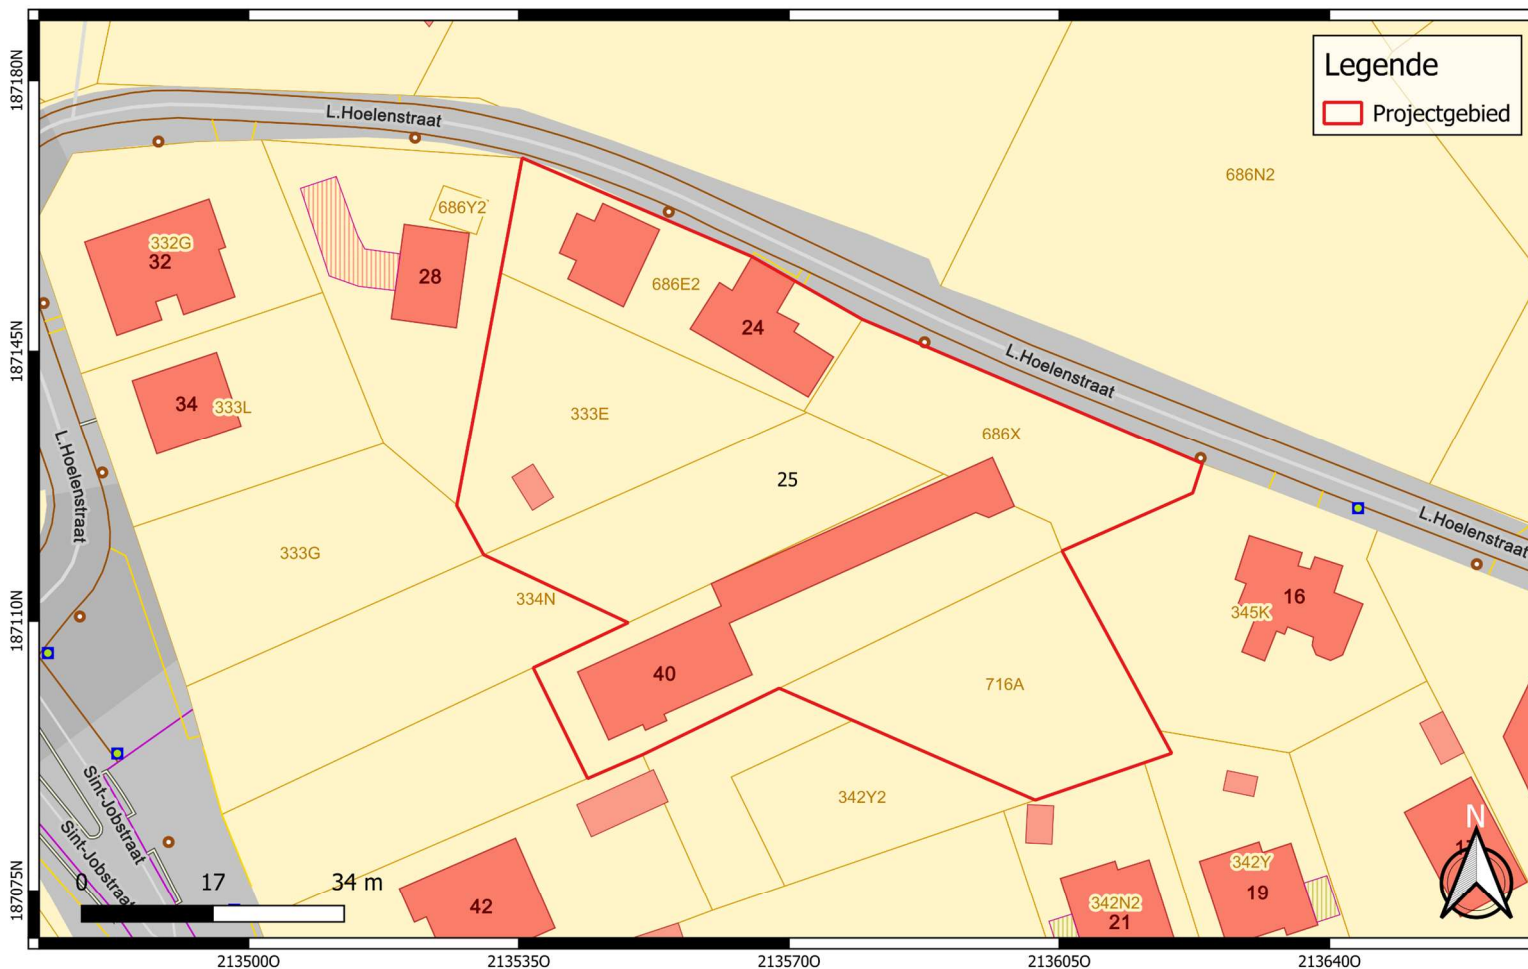 Legende
Projectgebied
187180N
187145N
187110N
187075N
L.Hoelenstraat
686N2
686Y2
332G
32
28
686E2
24
L.Hoelenstraat
34
333L
333E
686X
L.Hoelenstraat
25
L.Hoelenstraat
333G
334N
16
345K
40
716A
Sint-Jobstraat
Sint-Jobstraat
342Y2
N
342Y
19
0 17 34 m
42
342N2
21
213500O
213535O
213570O
213605O
213640O